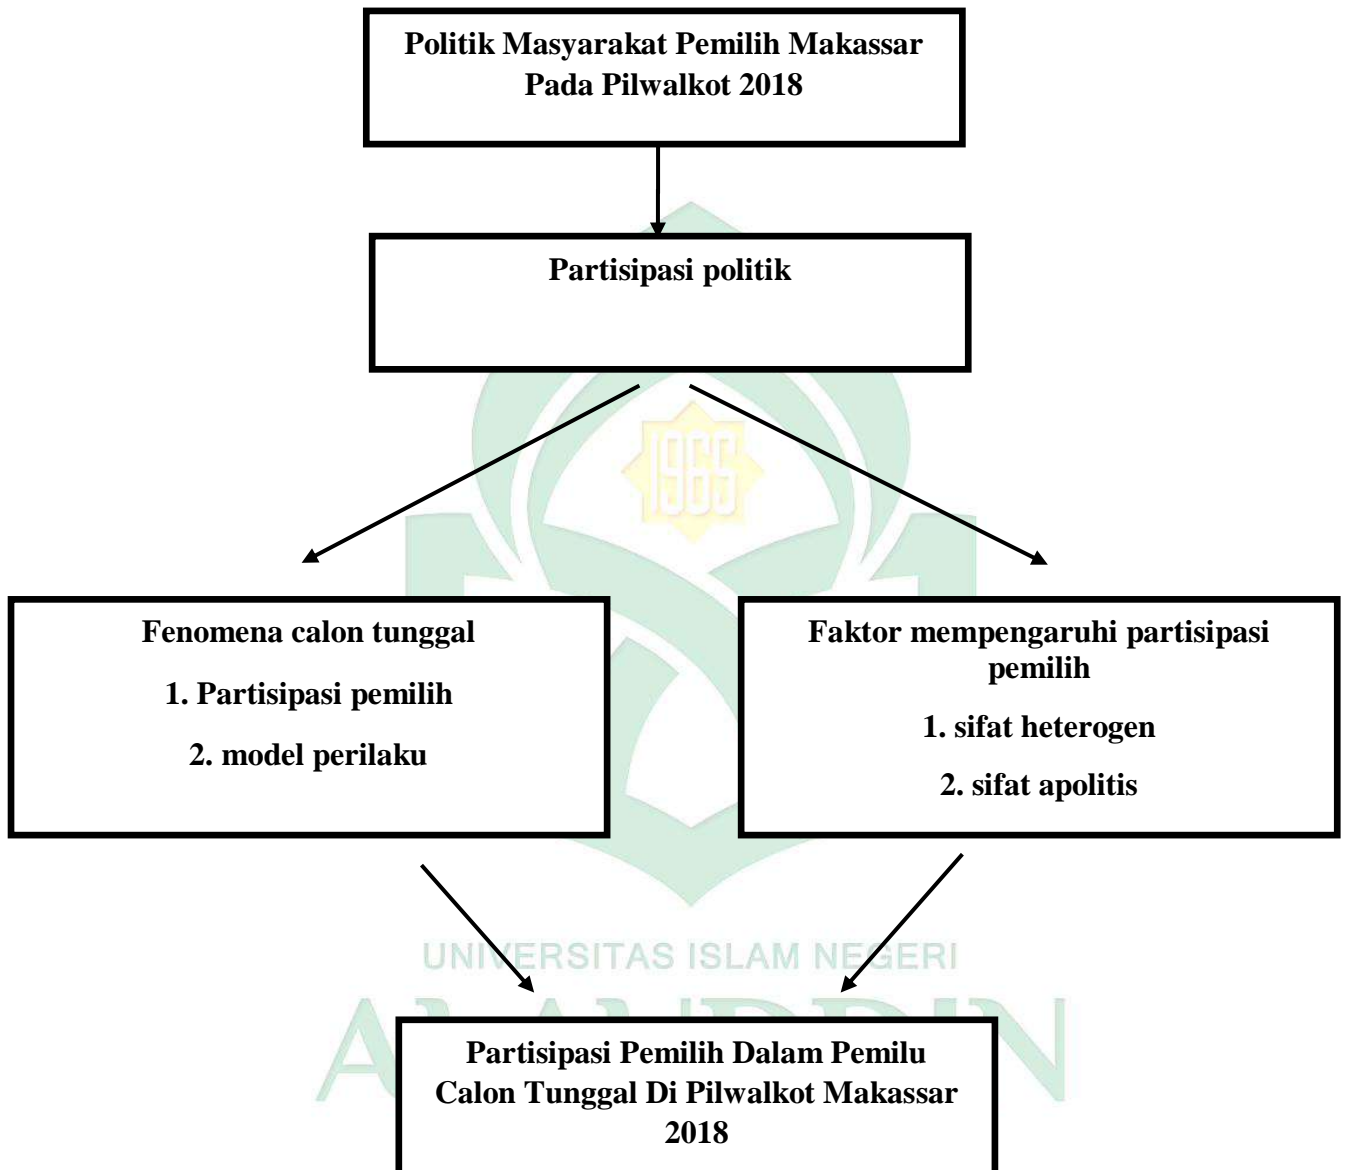 Politik Masyarakat Pemilih Makassar
Pada Pilwalkot 2018
Partisipasi politik
1965
Fenomena calon tunggal
1. Partisipasi pemilih
2. model perilaku
Faktor mempengaruhi partisipasi
pemilih
1. sifat heterogen
2. sifat apolitis
UNIVERSITAS ISLAM NEGERI
ALAUDDIN
Partisipasi Pemilih Dalam Pemilu
Calon Tunggal Di Pilwalkot Makassar
2018